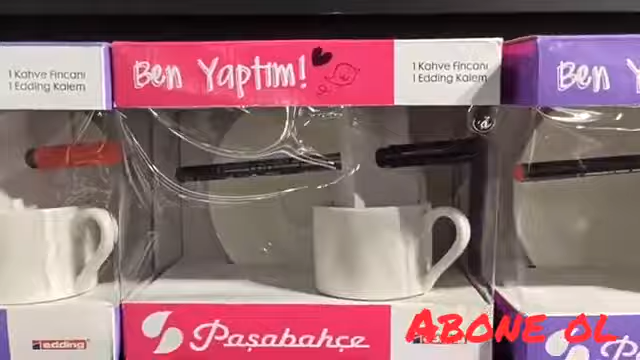 1 Kahve Fincanı
1 Edding Kalem
Ben Yaptım!
1 Kahve Fincanı
1 Edding Kalem
Ben Y
edding
Paşabahçe
P
ABONE OL